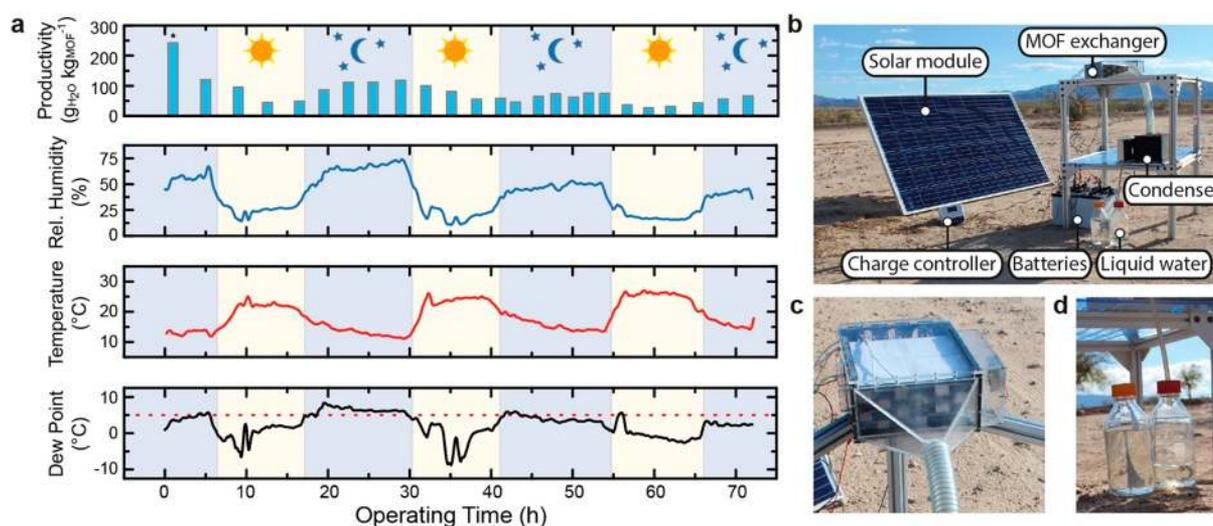 a
Productivity
(gH₂O kgMOF⁻¹)
300
200
100
0
*
Rel. Humidity
(%)
75
50
25
0
Temperature
(°C)
30
20
10
Dew Point
(°C)
10
0
-10
0 10 20 30 40 50 60 70
Operating Time (h)
b
MOF exchanger
Solar module
Condenser
Charge controller
Batteries
Liquid water
c
d